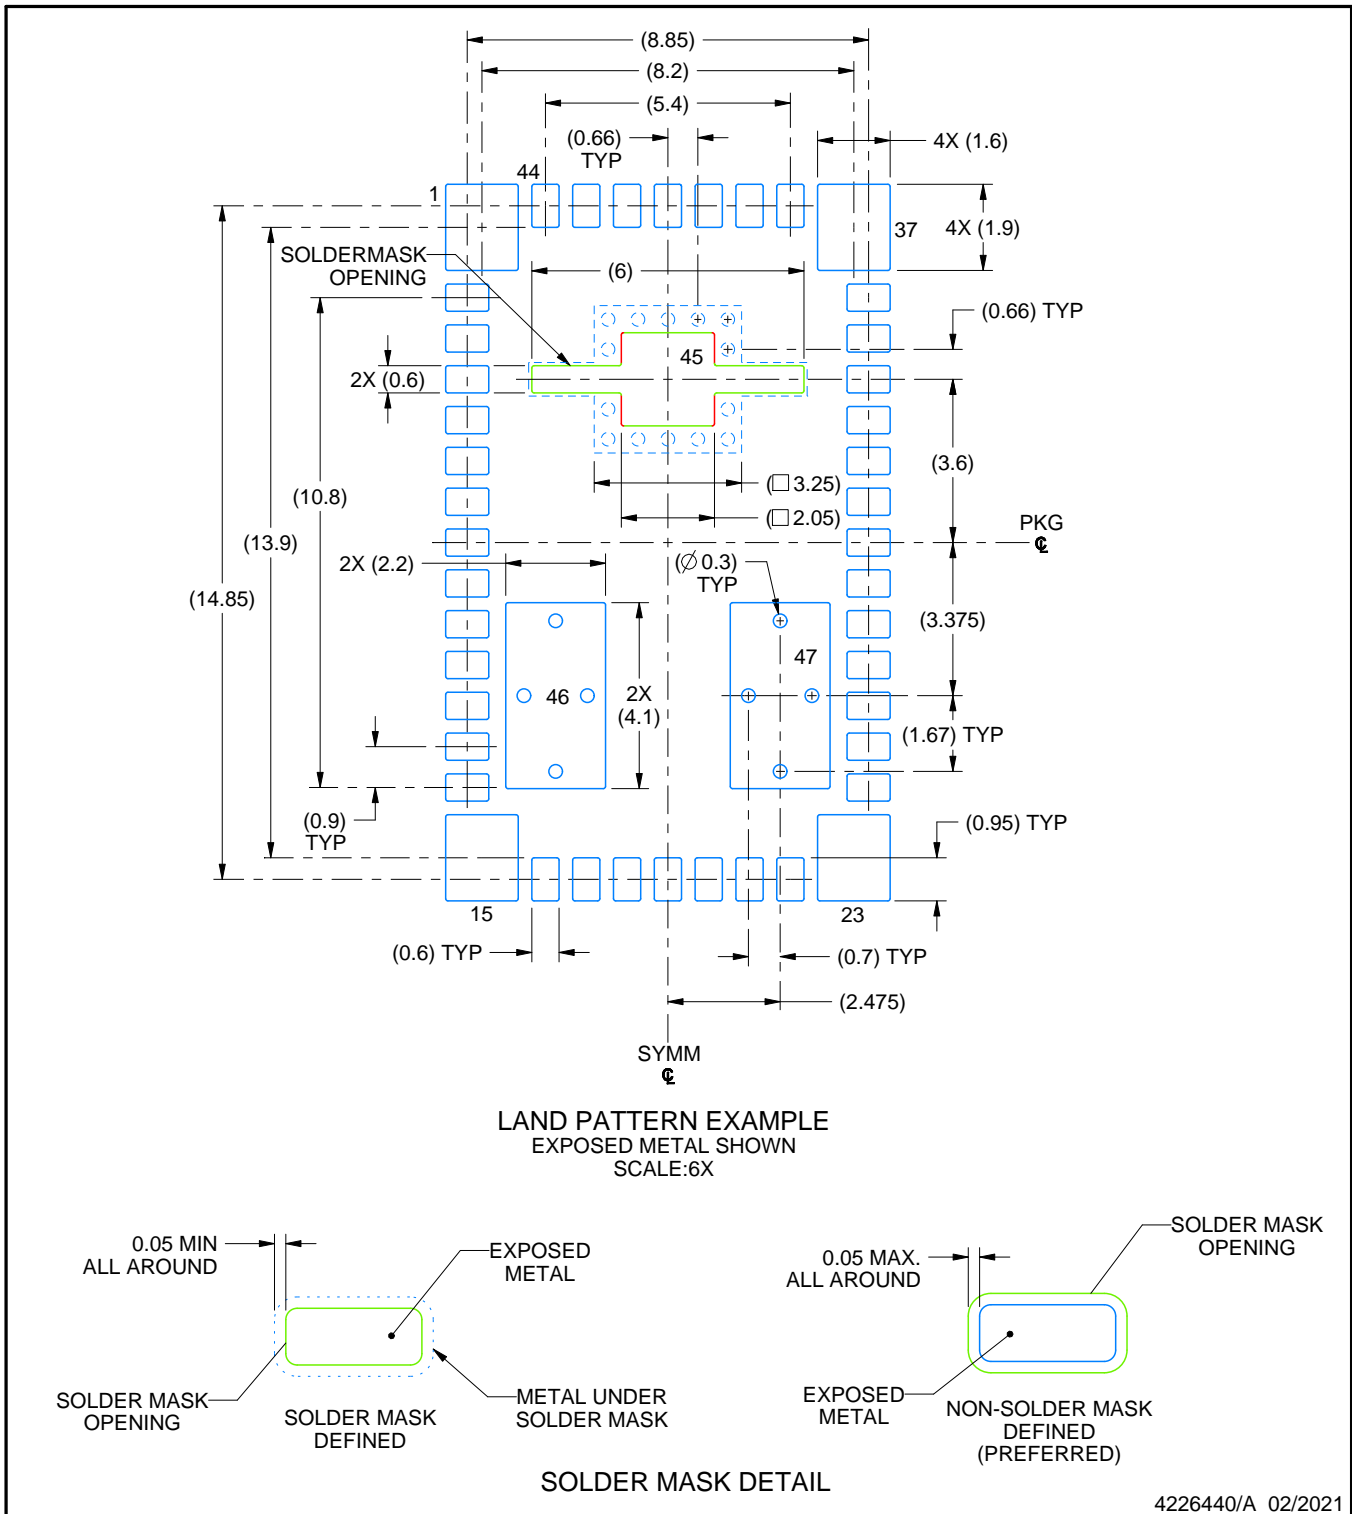 (8.85)
(8.2)
(5.4)
(0.66)
TYP
4X (1.6)
44
1
37
4X (1.9)
SOLDERMASK
OPENING
(6)
(0.66) TYP
45
2X (0.6)
(3.6)
(□ 3.25)
(10.8)
(□ 2.05)
PKG
℄
(13.9)
2X (2.2)
(∅ 0.3)
TYP
(14.85)
(3.375)
47
46
2X
(4.1)
(1.67) TYP
(0.9)
TYP
(0.95) TYP
15
23
(0.6) TYP
(0.7) TYP
(2.475)
SYMM
℄
LAND PATTERN EXAMPLE
EXPOSED METAL SHOWN
SCALE:6X
0.05 MIN
ALL AROUND
EXPOSED
METAL
SOLDER MASK
OPENING
SOLDER MASK
DEFINED
METAL UNDER
SOLDER MASK
0.05 MAX.
ALL AROUND
SOLDER MASK
OPENING
EXPOSED
METAL
NON-SOLDER MASK
DEFINED
(PREFERRED)
SOLDER MASK DETAIL
4226440/A 02/2021